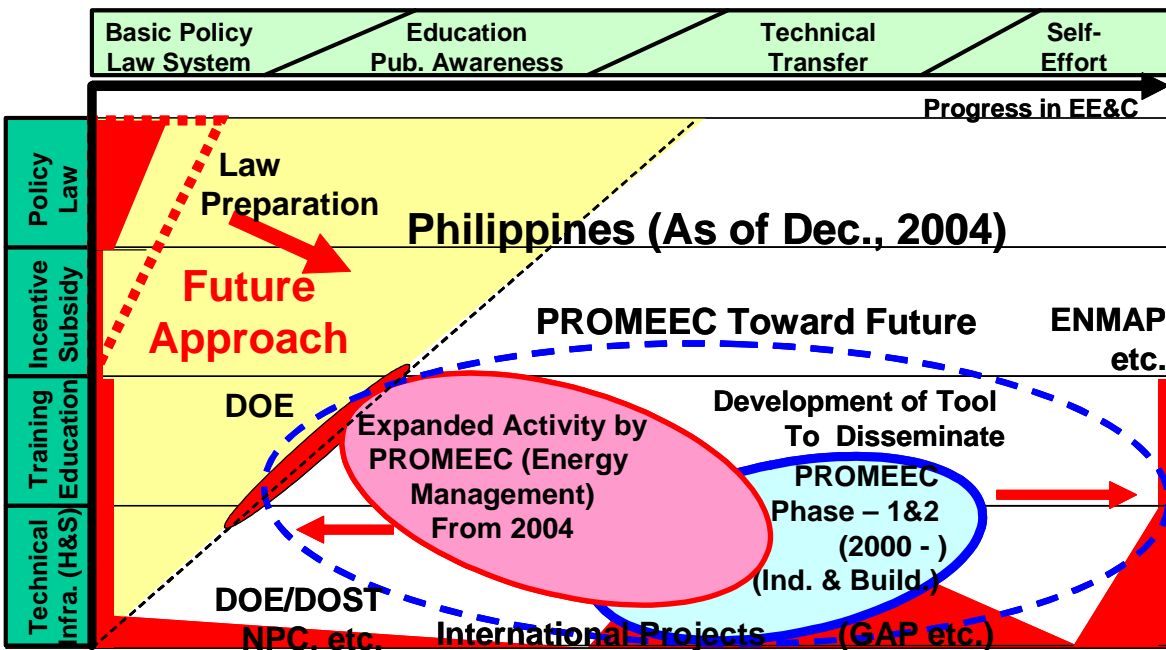 Basic Policy
Law System
Education
Pub. Awareness
Technical
Transfer
Self-
Effort
Progress in EE&C
Policy
Law
Law
Preparation
Philippines (As of Dec., 2004)
Incentive
Subsidy
Future
Approach
PROMEEC Toward Future
ENMAP
etc.
Training
Education
DOE
Expanded Activity by
PROMEEC (Energy
Management)
From 2004
Development of Tool
To Disseminate
PROMEEC
Phase – 1&2
(2000 - )
(Ind. & Build.)
Technical
Infra. (H&S)
DOE/DOST
NPC. etc.
International Projects
(GAP etc.)